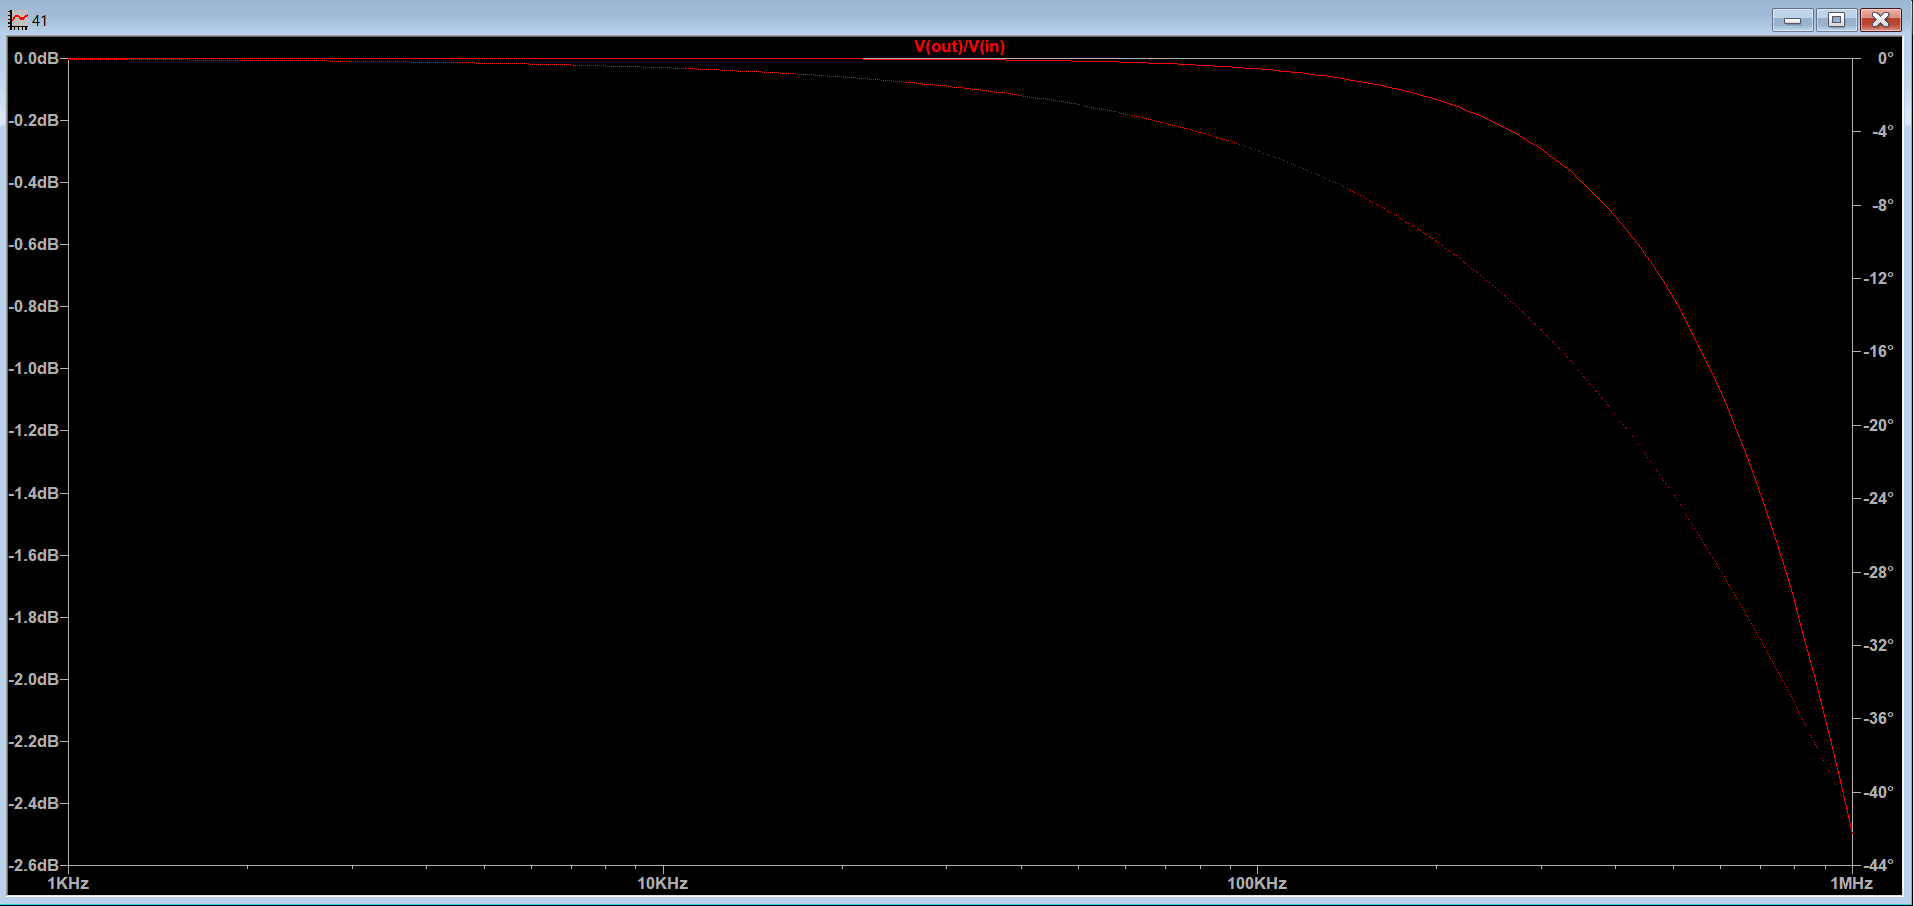 41
V(out)/V(in)
0.0dB
-0.2dB
-0.4dB
-0.6dB
-0.8dB
-1.0dB
-1.2dB
-1.4dB
-1.6dB
-1.8dB
-2.0dB
-2.2dB
-2.4dB
-2.6dB
0°
-4°
-8°
-12°
-16°
-20°
-24°
-28°
-32°
-36°
-40°
-44°
1KHz
10KHz
100KHz
1MHz